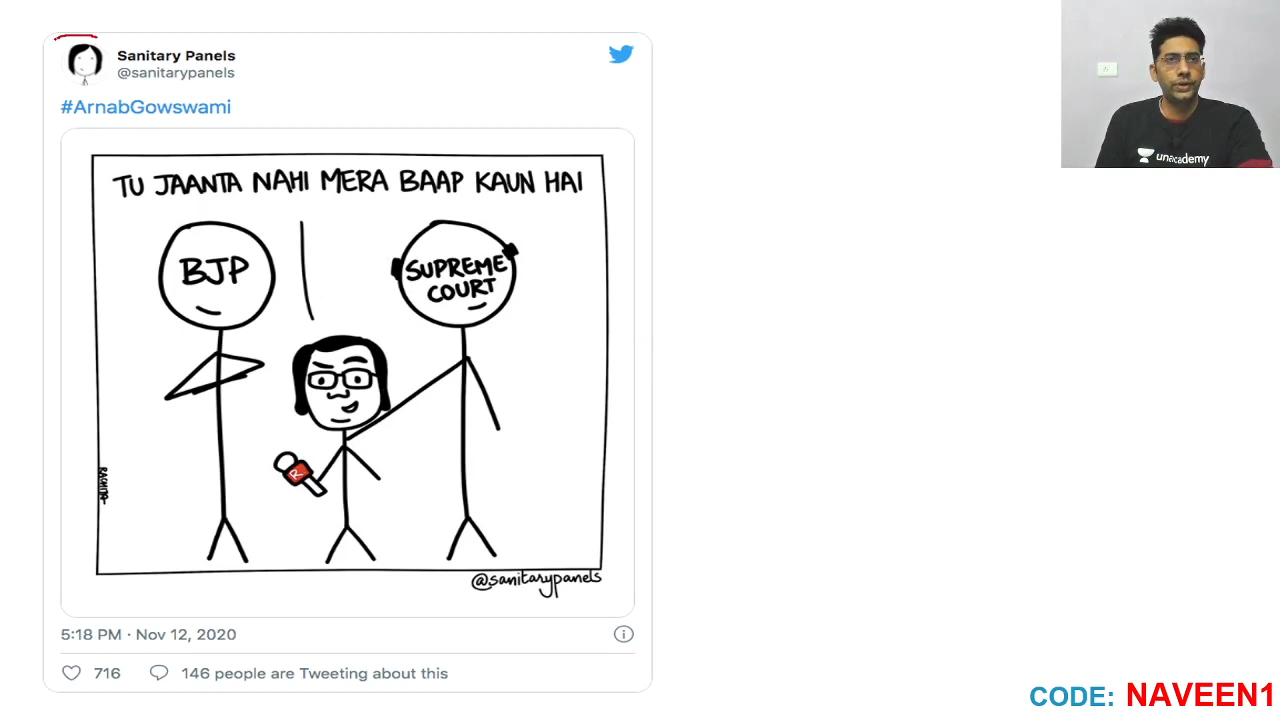 Sanitary Panels
@sanitarypanels
#ArnabGowswami
TU JAANTA NAHI MERA BAAP KAUN HAI
BJP
SUPREME
COURT
R
@sanitarypanels
5:18 PM · Nov 12, 2020
716
146 people are Tweeting about this
unacademy
CODE: NAVEEN1